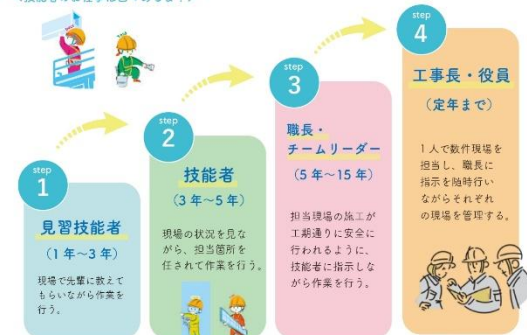 step
1
見習技能者
(1年～3年)
現場で先輩に教えて
もらいながら作業を
行う。
step
2
技能者
(3年～5年)
現場の状況を見な
がら、担当箇所を
任されて作業を行う。
step
3
職長・
チームリーダー
(5年～15年)
担当現場の施工が
工期通りに安全に
行われるように、
技能者に指示しな
がら作業を行う。
step
4
工事長・役員
(定年まで)
1人で数件現場を
担当し、職長に
指示を随時行い
ながらそれぞれ
の現場を管理する。